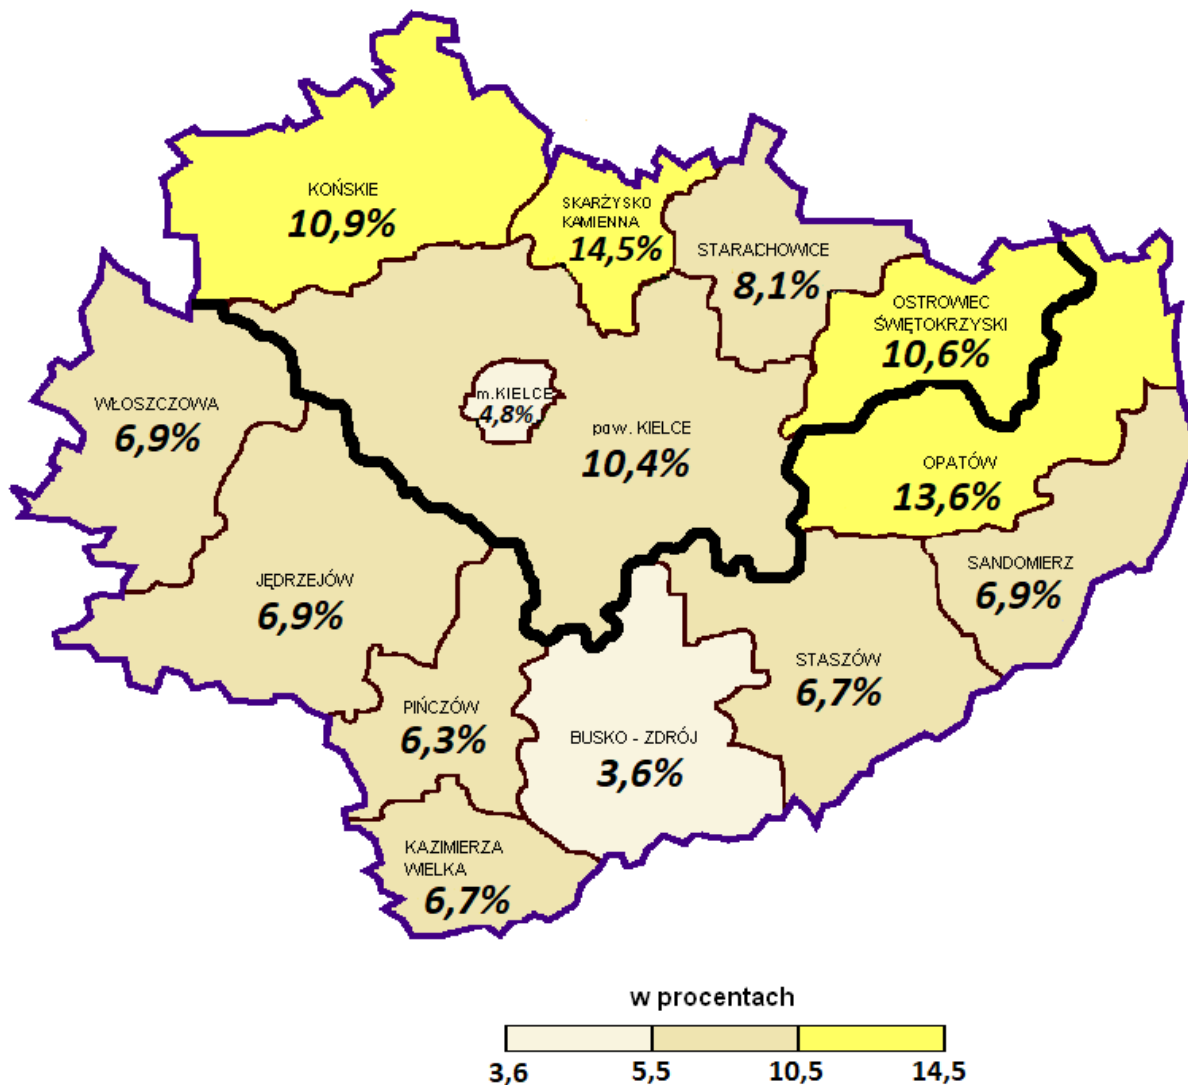 KOŃSKIE
10,9%
SKARŻYSKO
KAMIENNA
14,5%
STARACHOWICE
8,1%
OSTROWIEC
ŚWIĘTOKRZYSKI
10,6%
WŁOSZCZOWA
6,9%
m.KIELCE
4,8%
pow. KIELCE
10,4%
OPATÓW
13,6%
JĘDRZEJÓW
6,9%
SANDOMIERZ
6,9%
STASZÓW
6,7%
PIŃCZÓW
6,3%
BUSKO - ZDRÓJ
3,6%
KAZIMIERZA
WIELKA
6,7%
w procentach
3,6 5,5 10,5 14,5